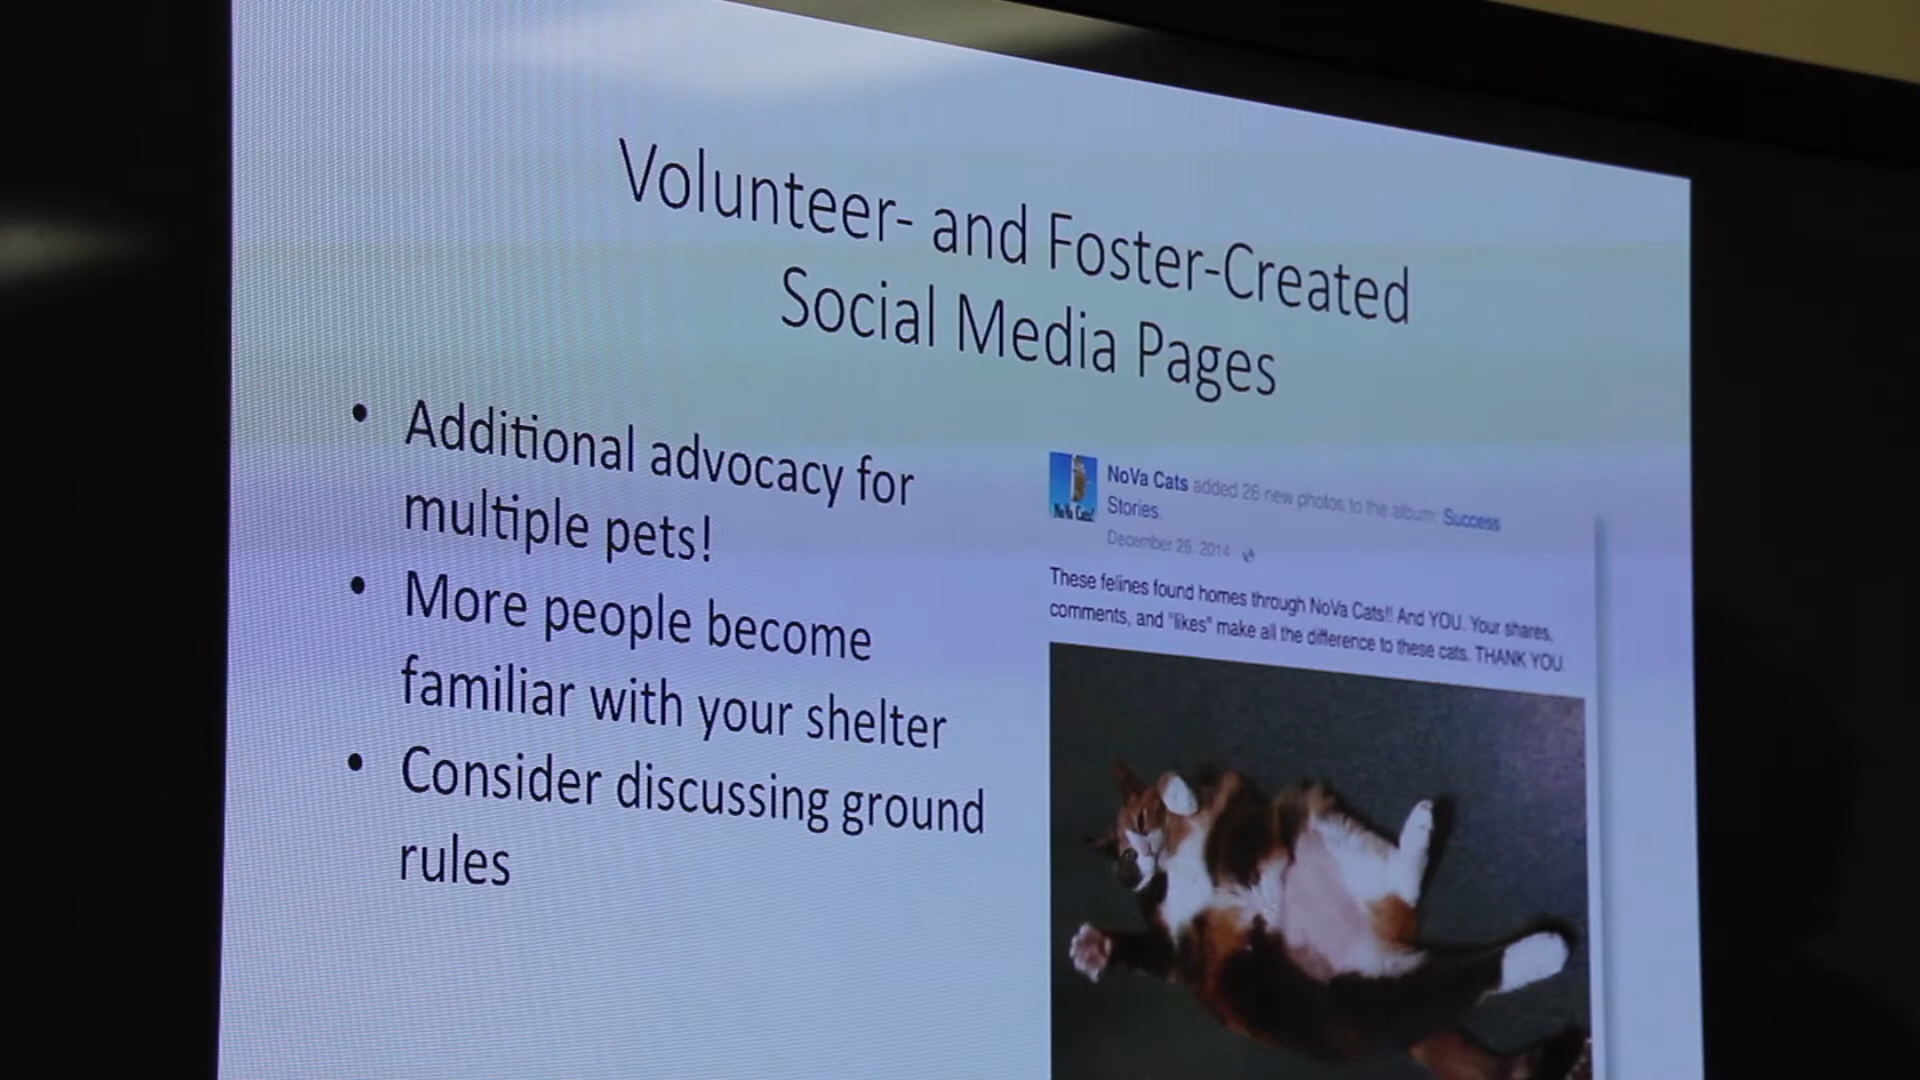 Volunteer- and Foster-Created
Social Media Pages
• Additional advocacy for
multiple pets!
• More people become
familiar with your shelter
• Consider discussing ground
rules
NoVa Cats added 26 new photos to the album: Success
Stories.
December 26, 2014
These felines found homes through NoVa Cats!! And YOU. Your shares,
comments, and "likes" make all the difference to these cats. THANK YOU
NoVa Cats!